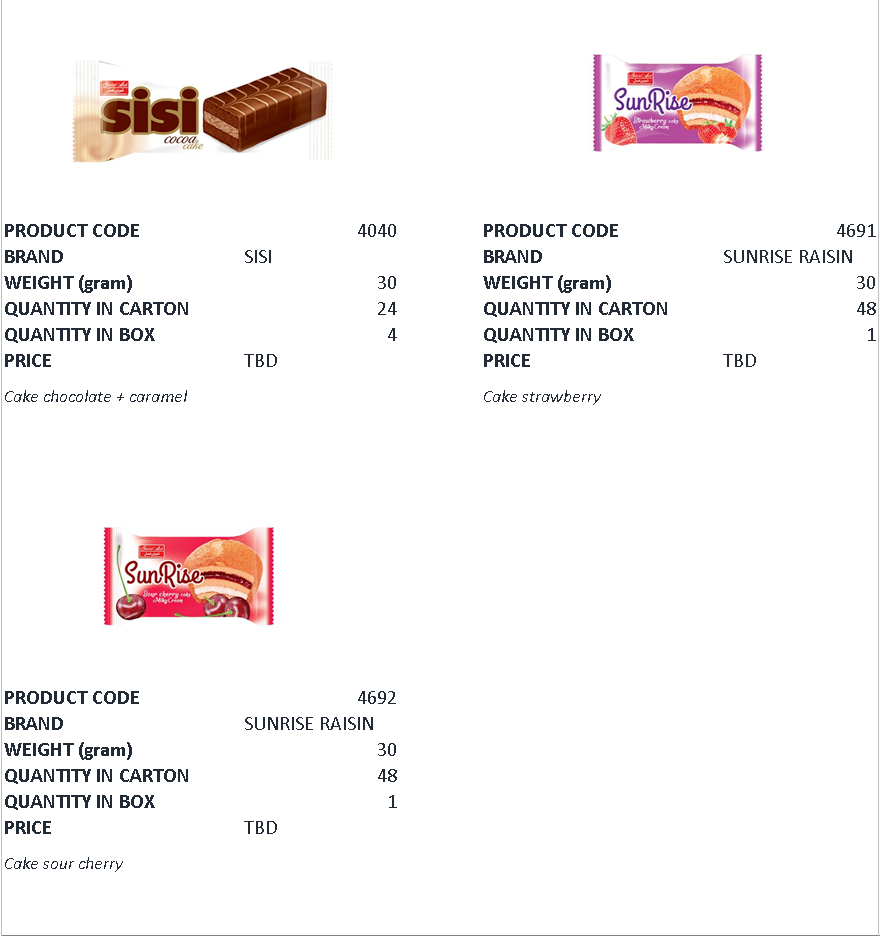 sisi
cocoa
cake
SunRise
Strawberry cake
Milky Cream
PRODUCT CODE 4040
BRAND SISI
WEIGHT (gram) 30
QUANTITY IN CARTON 24
QUANTITY IN BOX 4
PRICE TBD
Cake chocolate + caramel
PRODUCT CODE 4691
BRAND SUNRISE RAISIN
WEIGHT (gram) 30
QUANTITY IN CARTON 48
QUANTITY IN BOX 1
PRICE TBD
Cake strawberry
SunRise
Sour cherry cake
Milky Cream
PRODUCT CODE 4692
BRAND SUNRISE RAISIN
WEIGHT (gram) 30
QUANTITY IN CARTON 48
QUANTITY IN BOX 1
PRICE TBD
Cake sour cherry